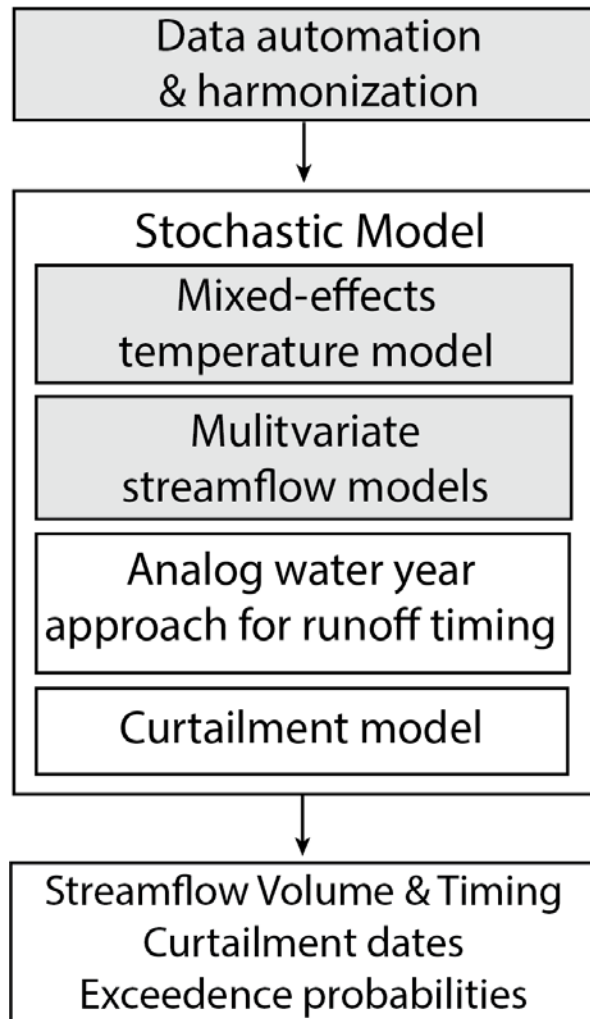 Data automation
& harmonization
Stochastic Model
Mixed-effects
temperature model
Mulitvariate
streamflow models
Analog water year
approach for runoff timing
Curtailment model
Streamflow Volume & Timing
Curtailment dates
Exceedence probabilities